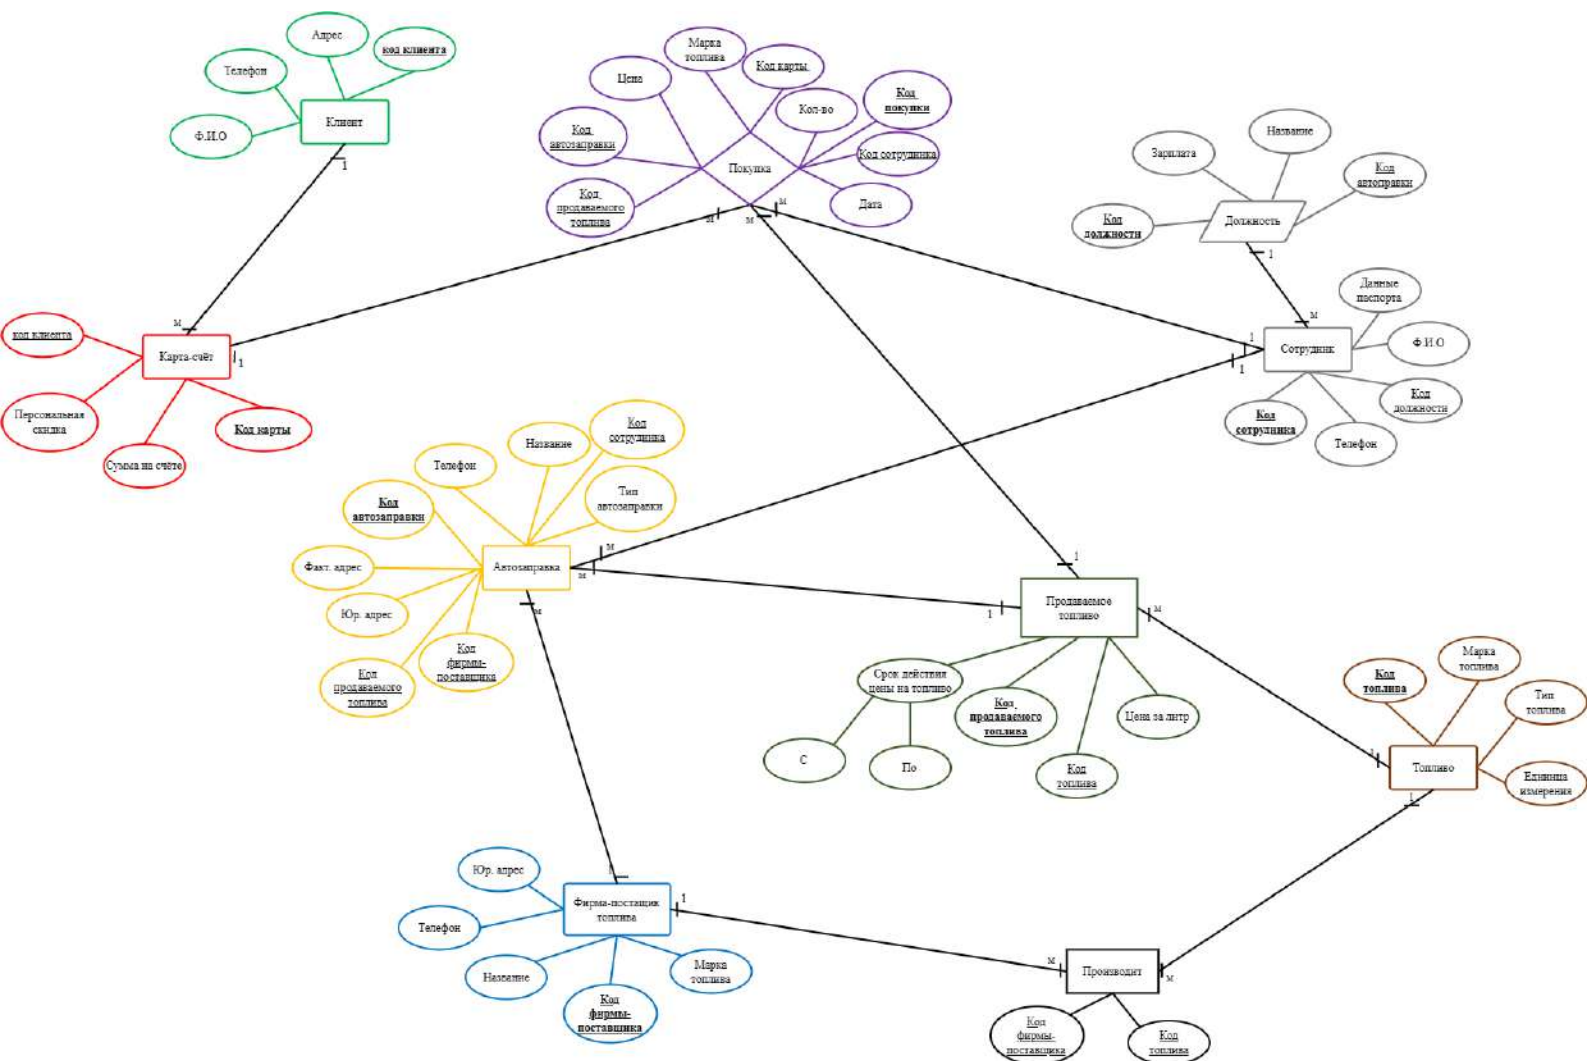 Адрес
код клиента
Телефон
Ф.И.О
Клиент
1
Марка
топлива
Цена
Код карты
Кол-во
Код
покупки
Код
автозаправки
Код сотрудника
Покупка
Код
продаваемого
топлива
Дата
м
м
м
Название
Зарплата
Код
автоправки
Код
должности
Должность
1
Данные
паспорта
м
Сотрудник
Ф.И.О
1
1
Код
должности
Код
сотрудника
Телефон
м
код клиента
Карта-счёт
1
Персональная
скидка
Код карты
Сумма на счёте
Код
сотрудника
Название
Телефон
Тип
автозаправки
Код
автозаправки
м
Факт. адрес
Автозаправка
м
м
Юр. адрес
Код
фирмы-
поставщика
Код
продаваемого
топлива
1
1
Продаваемое
топливо
м
Срок действия
цены на топливо
Код
продаваемого
топлива
Цена за литр
С
По
Код
топлива
Марка
топлива
Код
топлива
Тип
топлива
1
Топливо
Единица
измерения
1
1
Юр. адрес
Фирма-постащик
топлива
1
Телефон
Название
Марка
топлива
Код
фирмы-
поставщика
м
Производит
м
Код
фирмы-
поставщика
Код
топлива